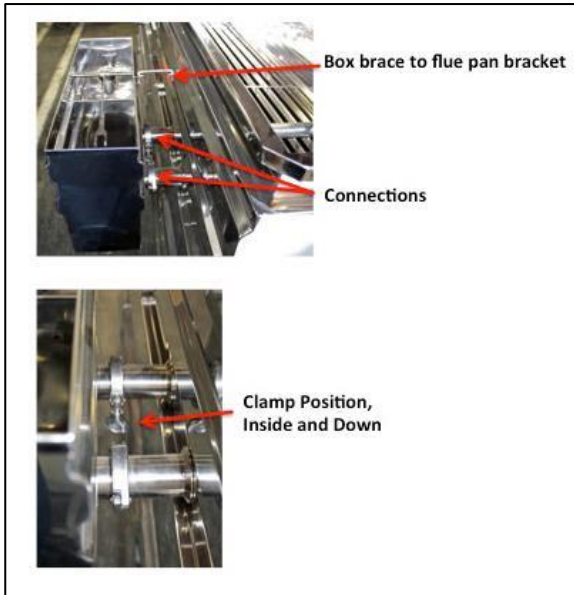 Box brace to flue pan bracket
Connections
Clamp Position,
Inside and Down